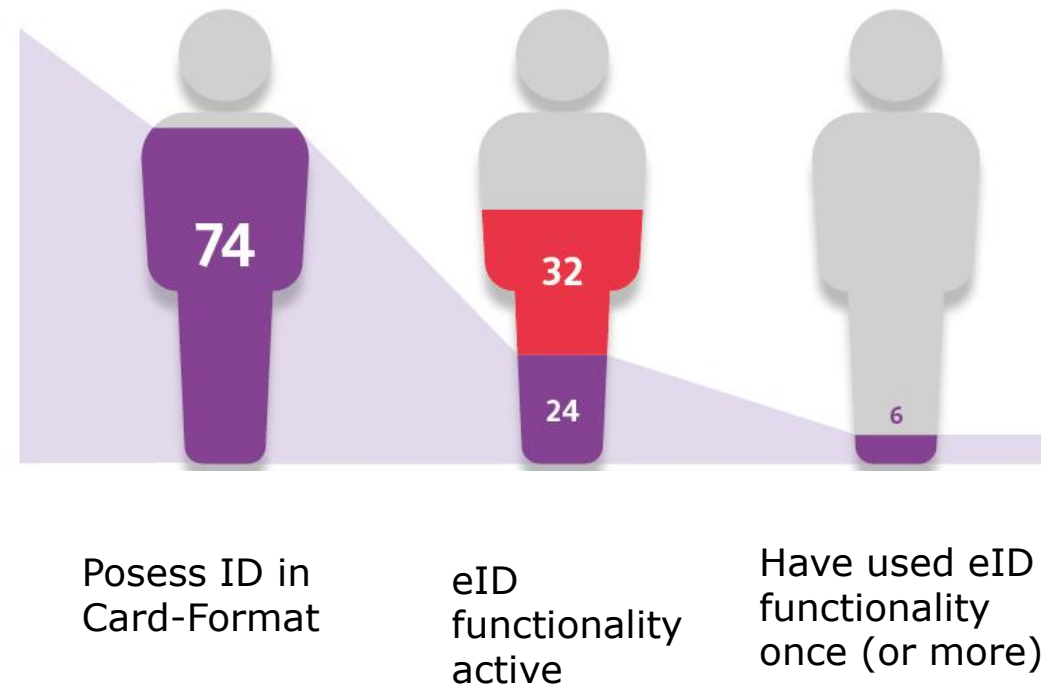 74
32
24
6
Posess ID in
Card-Format
eID
functionality
active
Have used eID
functionality
once (or more)